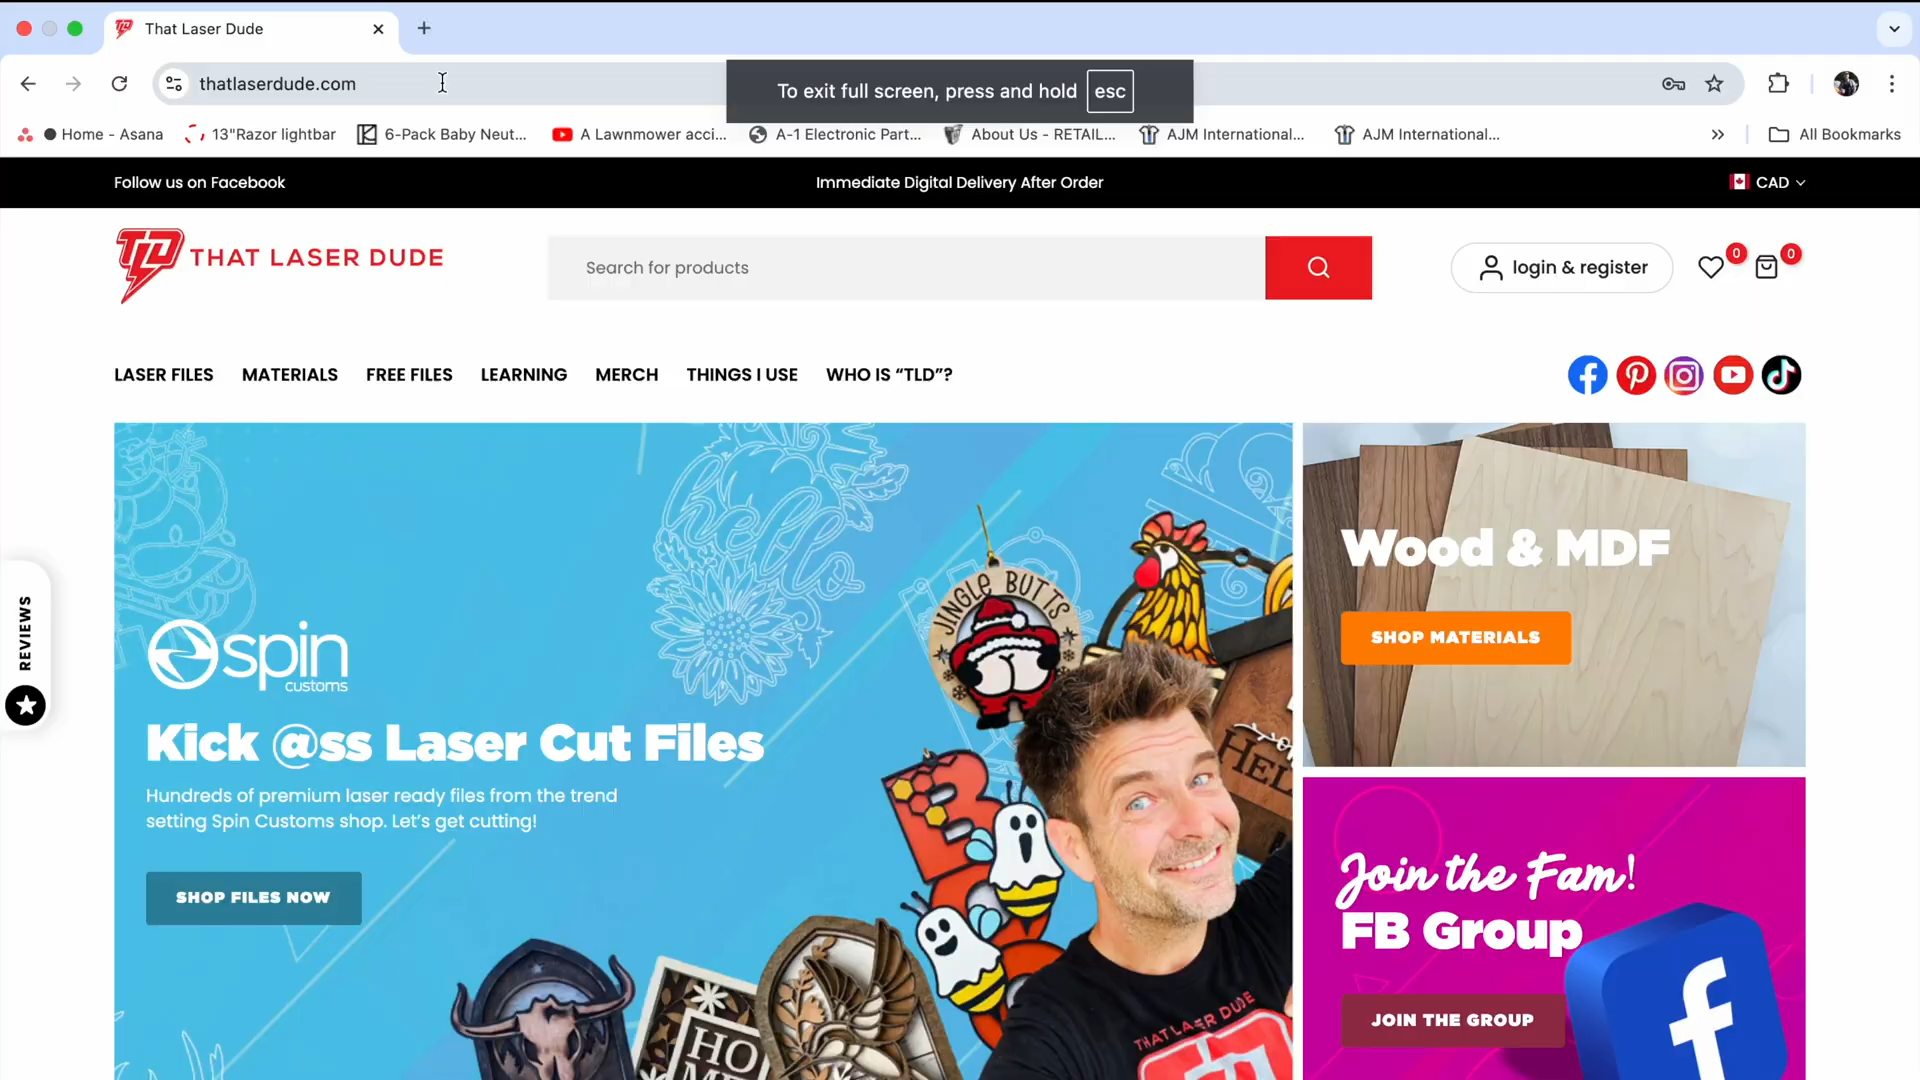 That Laser Dude
thatlaserdude.com
To exit full screen, press and hold esc
Home - Asana
13"Razor lightbar
6-Pack Baby Neut...
A Lawnmower acci...
A-1 Electronic Part...
About Us - RETAIL...
AJM International...
AJM International...
All Bookmarks
Follow us on Facebook
Immediate Digital Delivery After Order
CAD
TLD THAT LASER DUDE
Search for products
login & register
0
0
LASER FILES
MATERIALS
FREE FILES
LEARNING
MERCH
THINGS I USE
WHO IS “TLD”?
hello
JINGLE BUTTS
spin
customs
Kick @ss Laser Cut Files
Hundreds of premium laser ready files from the trend
setting Spin Customs shop. Let’s get cutting!
SHOP FILES NOW
HO
THAT LASER DUDE
Wood & MDF
SHOP MATERIALS
Join the Fam!
FB Group
JOIN THE GROUP
REVIEWS